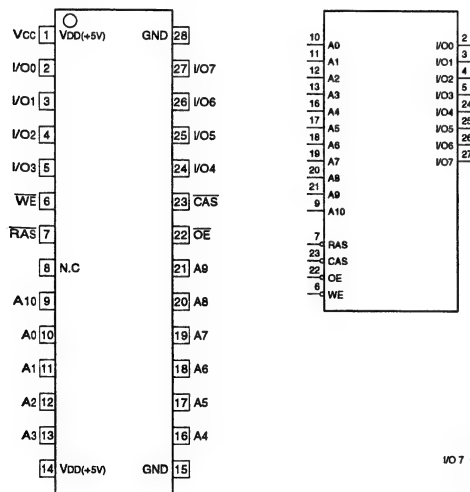 Vcc 1 VDD(+5V) GND 28
I/O0 2 27 I/O7
I/O1 3 26 I/O6
I/O2 4 25 I/O5
I/O3 5 24 I/O4
WE 6 23 CAS
RAS 7 22 OE
8 N.C 21 A9
A10 9 20 A8
A0 10 19 A7
A1 11 18 A6
A2 12 17 A5
A3 13 16 A4
14 VDD(+5V) GND 15
10 A0 I/O0 2
11 A1 I/O1 3
12 A2 I/O2 4
13 A3 I/O3 5
16 A4 I/O4 24
17 A5 I/O5 25
18 A6 I/O6 26
19 A7 I/O7 27
20 A8
21 A9
9 A10
7 RAS
23 CAS
22 OE
6 WE
I/O 7